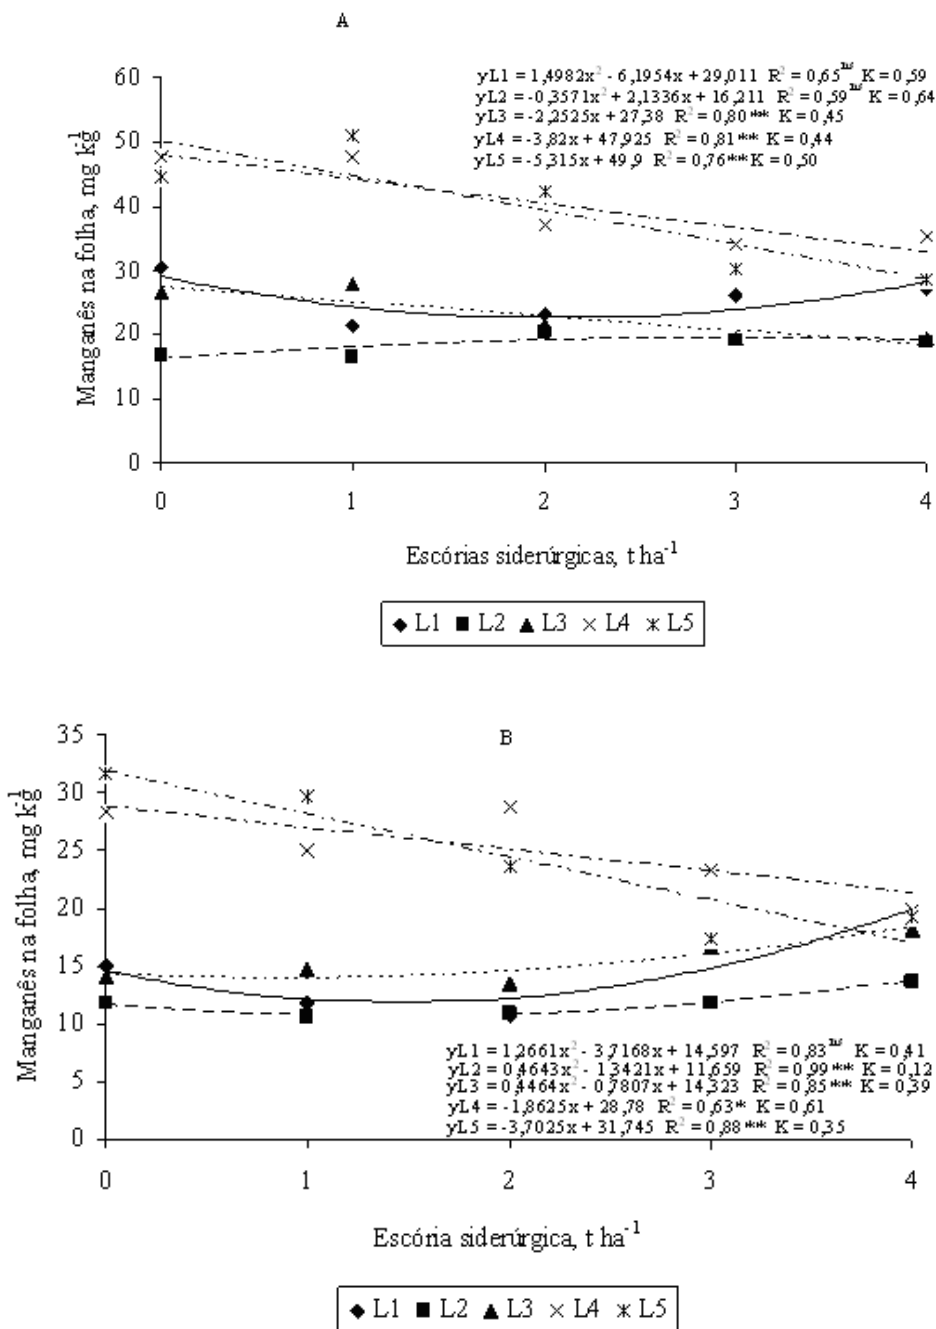 A
yL1 = 1,4982x² - 6,1954x + 29,011 R² = 0,65ns K = 0,59
yL2 = -0,3571x² + 2,1336x + 16,211 R² = 0,59ns K = 0,64
yL3 = -2,2525x + 27,38 R² = 0,80** K = 0,45
yL4 = -3,82x + 47,925 R² = 0,81** K = 0,44
yL5 = -5,315x + 49,9 R² = 0,76** K = 0,50
Manganês na folha, mg kg-1
60
50
40
30
20
10
0
0 1 2 3 4
Escórias siderúrgicas, t ha-1
L1 L2 L3 L4 L5
B
Manganês na folha, mg kg-1
35
30
25
20
15
10
5
0
yL1 = 1,2661x² - 3,7168x + 14,597 R² = 0,83ns K = 0,41
yL2 = 0,4643x² - 1,3421x + 11,659 R² = 0,99** K = 0,12
yL3 = 0,4464x² - 0,7807x + 14,323 R² = 0,85** K = 0,39
yL4 = -1,8625x + 28,78 R² = 0,63* K = 0,61
yL5 = -3,7025x + 31,745 R² = 0,88** K = 0,35
0 1 2 3 4
Escória siderúrgica, t ha-1
L1 L2 L3 L4 L5